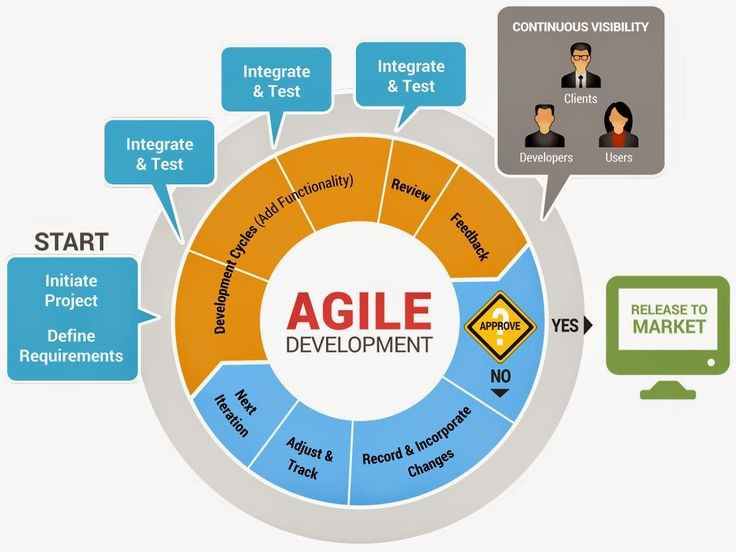 START
Initiate
Project
Define
Requirements
Integrate
& Test
Integrate
& Test
Integrate
& Test
CONTINUOUS VISIBILITY
Clients
Developers
Users
Development Cycles (Add Functionality)
Review
Feedback
?
APPROVE
YES
NO
RELEASE TO
MARKET
Record & Incorporate
Changes
Adjust &
Track
Next
Iteration
AGILE
DEVELOPMENT